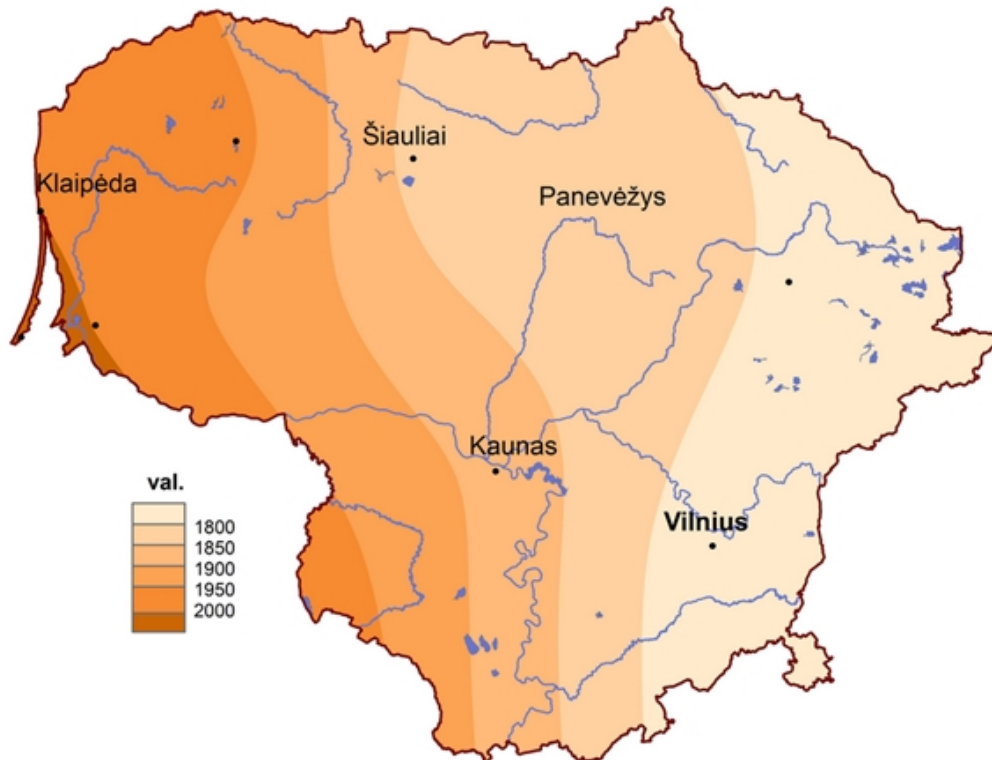 Šiauliai
Klaipėda
Panevėžys
Kaunas
Vilnius
val.
1800
1850
1900
1950
2000